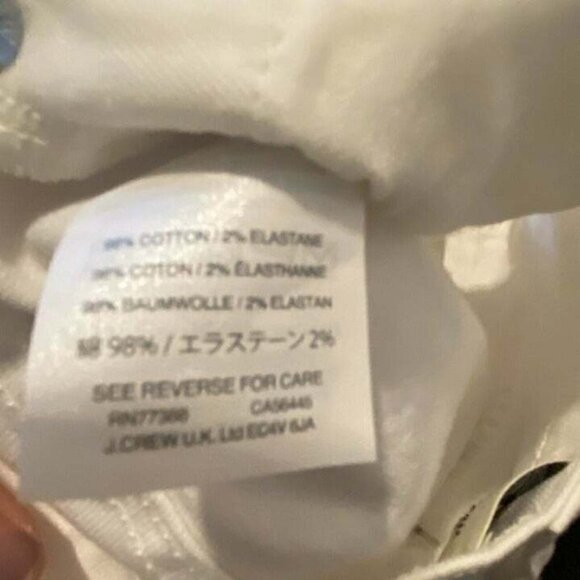 98% COTTON / 2% ELASTANE
98% COTON / 2% ÉLASTHANNE
98% BAUMWOLLE / 2% ELASTAN
綿 98% / エラステーン 2%
SEE REVERSE FOR CARE
RN77388 CA56445
J.CREW U.K. Ltd EC4V 6JA